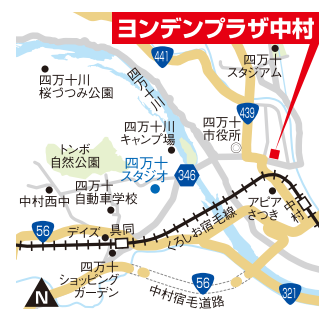 ヨンデンプラザ中村
441
四万十
スタジアム
四万十川
桜づつみ公園
四万十川
439
四万十川
キャンプ場
四万十
市役所
トンボ
自然公園
四万十
スタジオ
346
中村西中
四万十
自動車学校
アピア
さつき
中村
56
デイズ
具同
くろしお宿毛線
四万十
ショッピング
ガーデン
56
中村宿毛道路
321
N